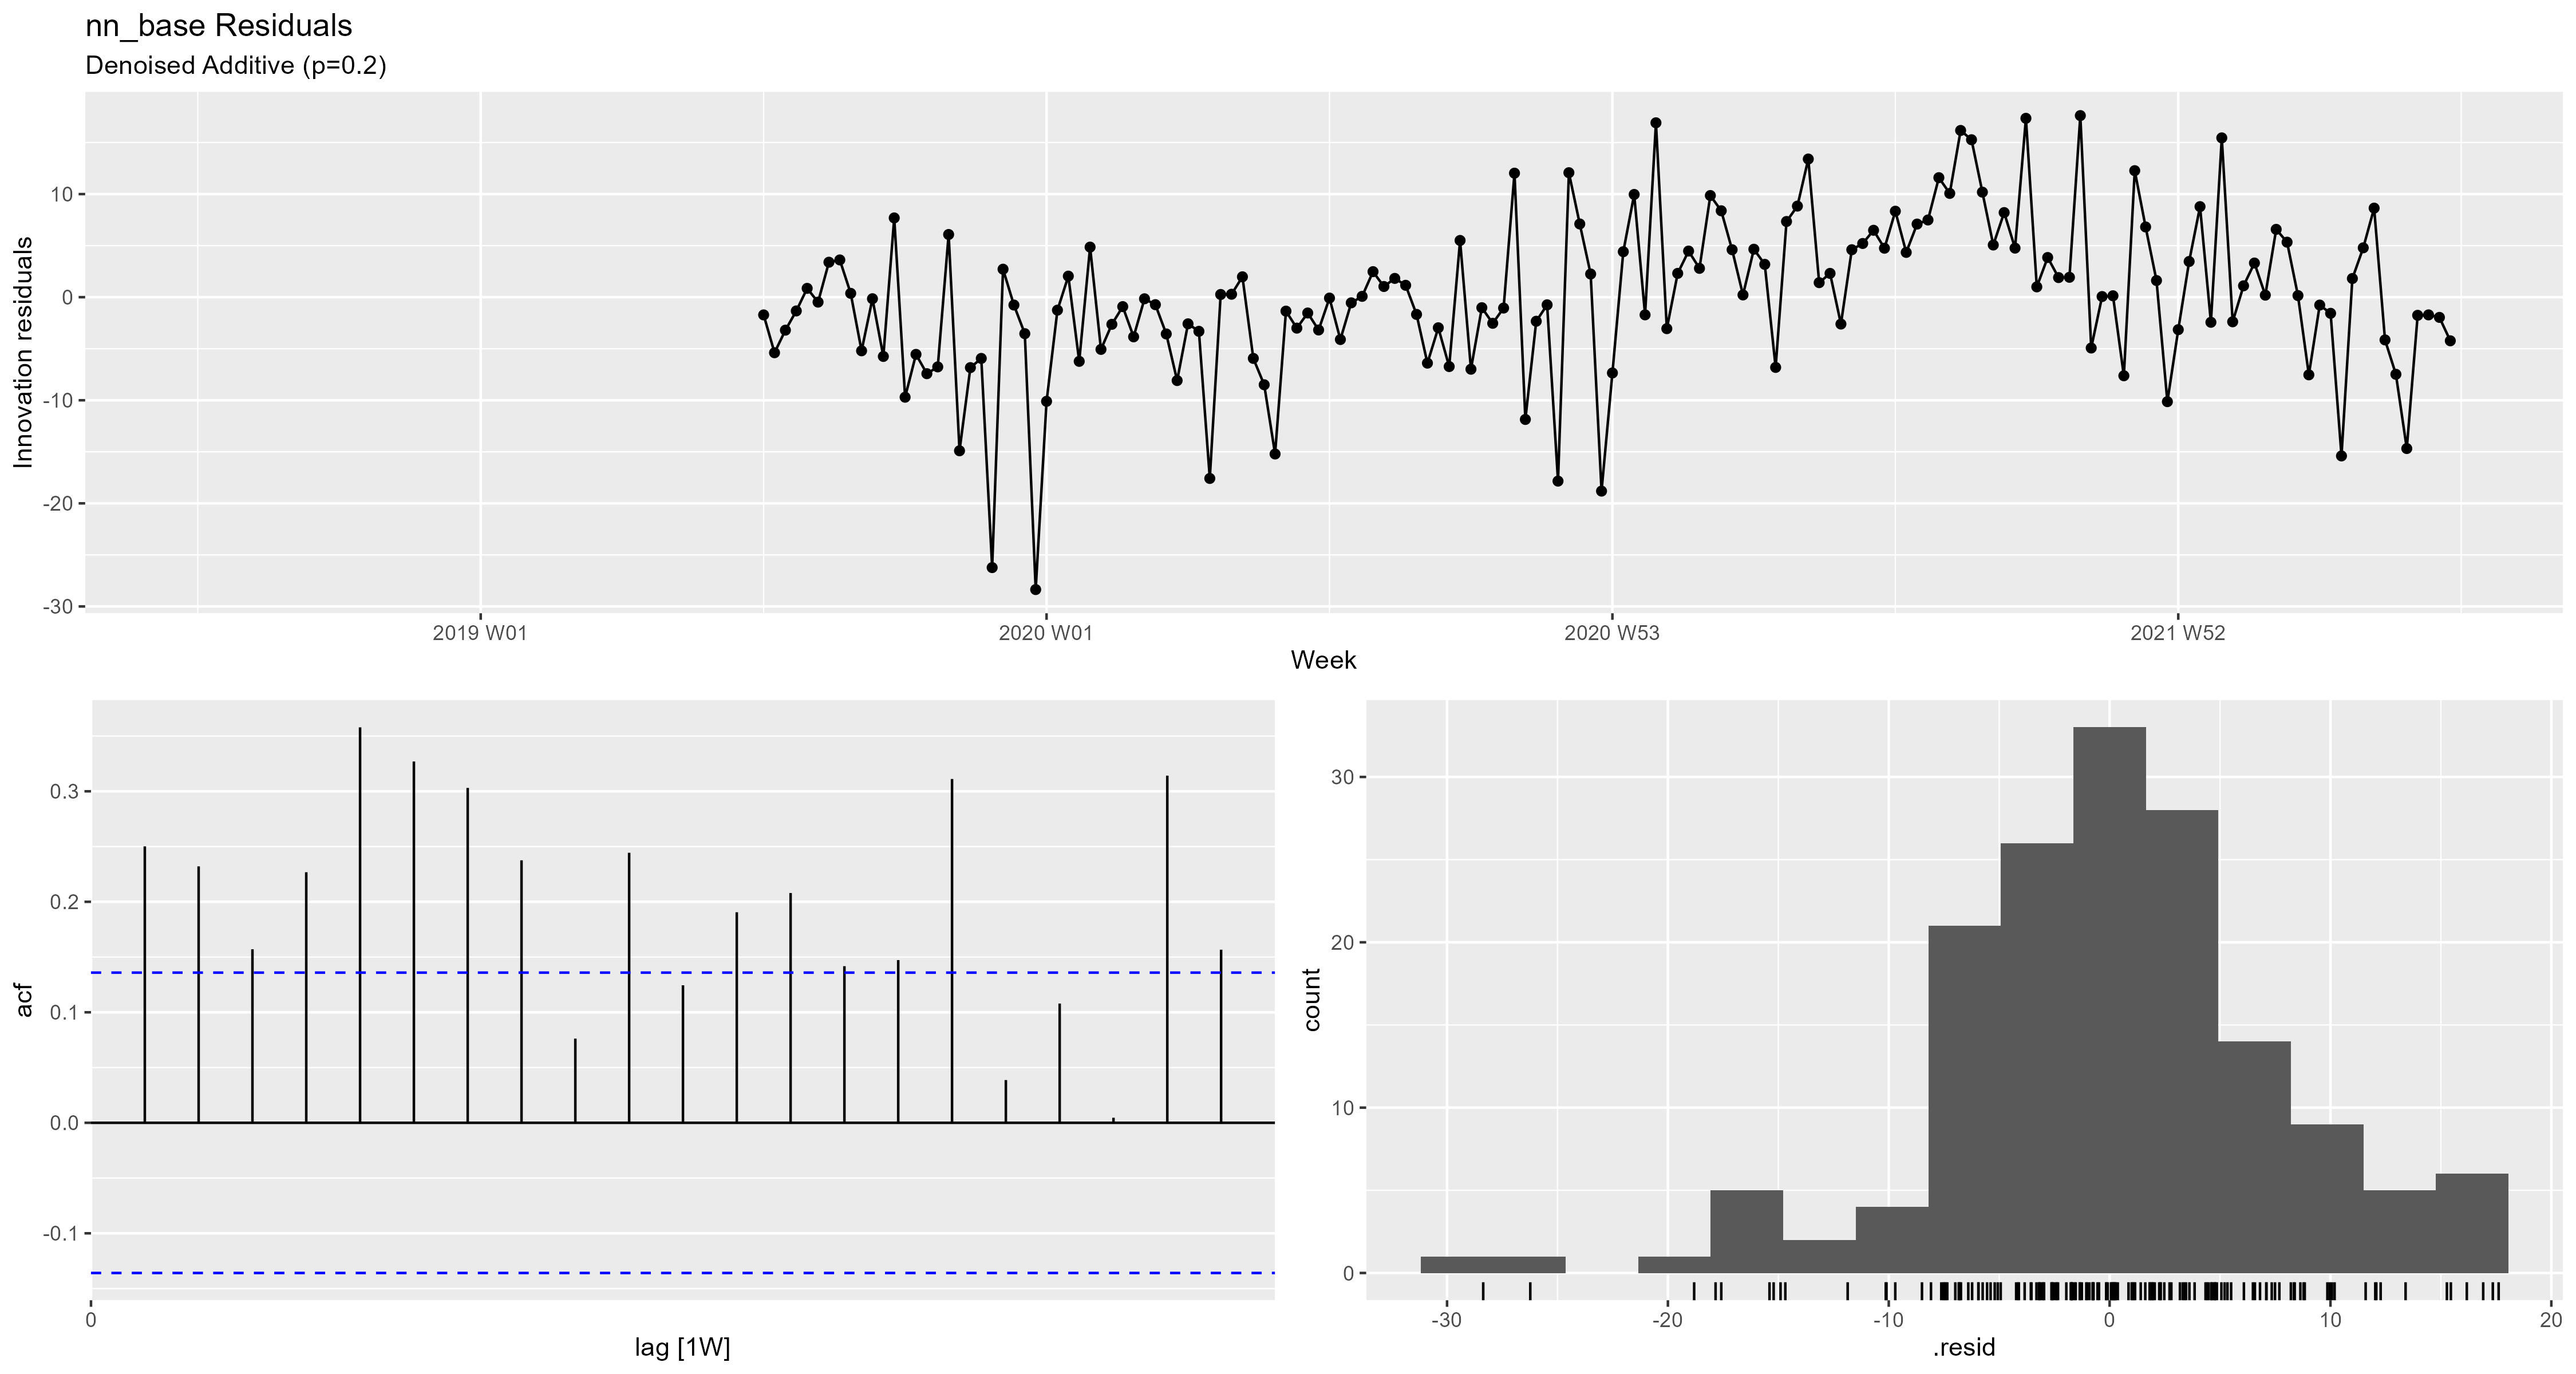 nn_base Residuals
Denoised Additive (p=0.2)
Innovation residuals
10
0
-10
-20
-30
2019 W01
2020 W01
2020 W53
2021 W52
Week
acf
0.3
0.2
0.1
0.0
-0.1
0
lag [1W]
count
30
20
10
0
-30
-20
-10
0
10
20
.resid